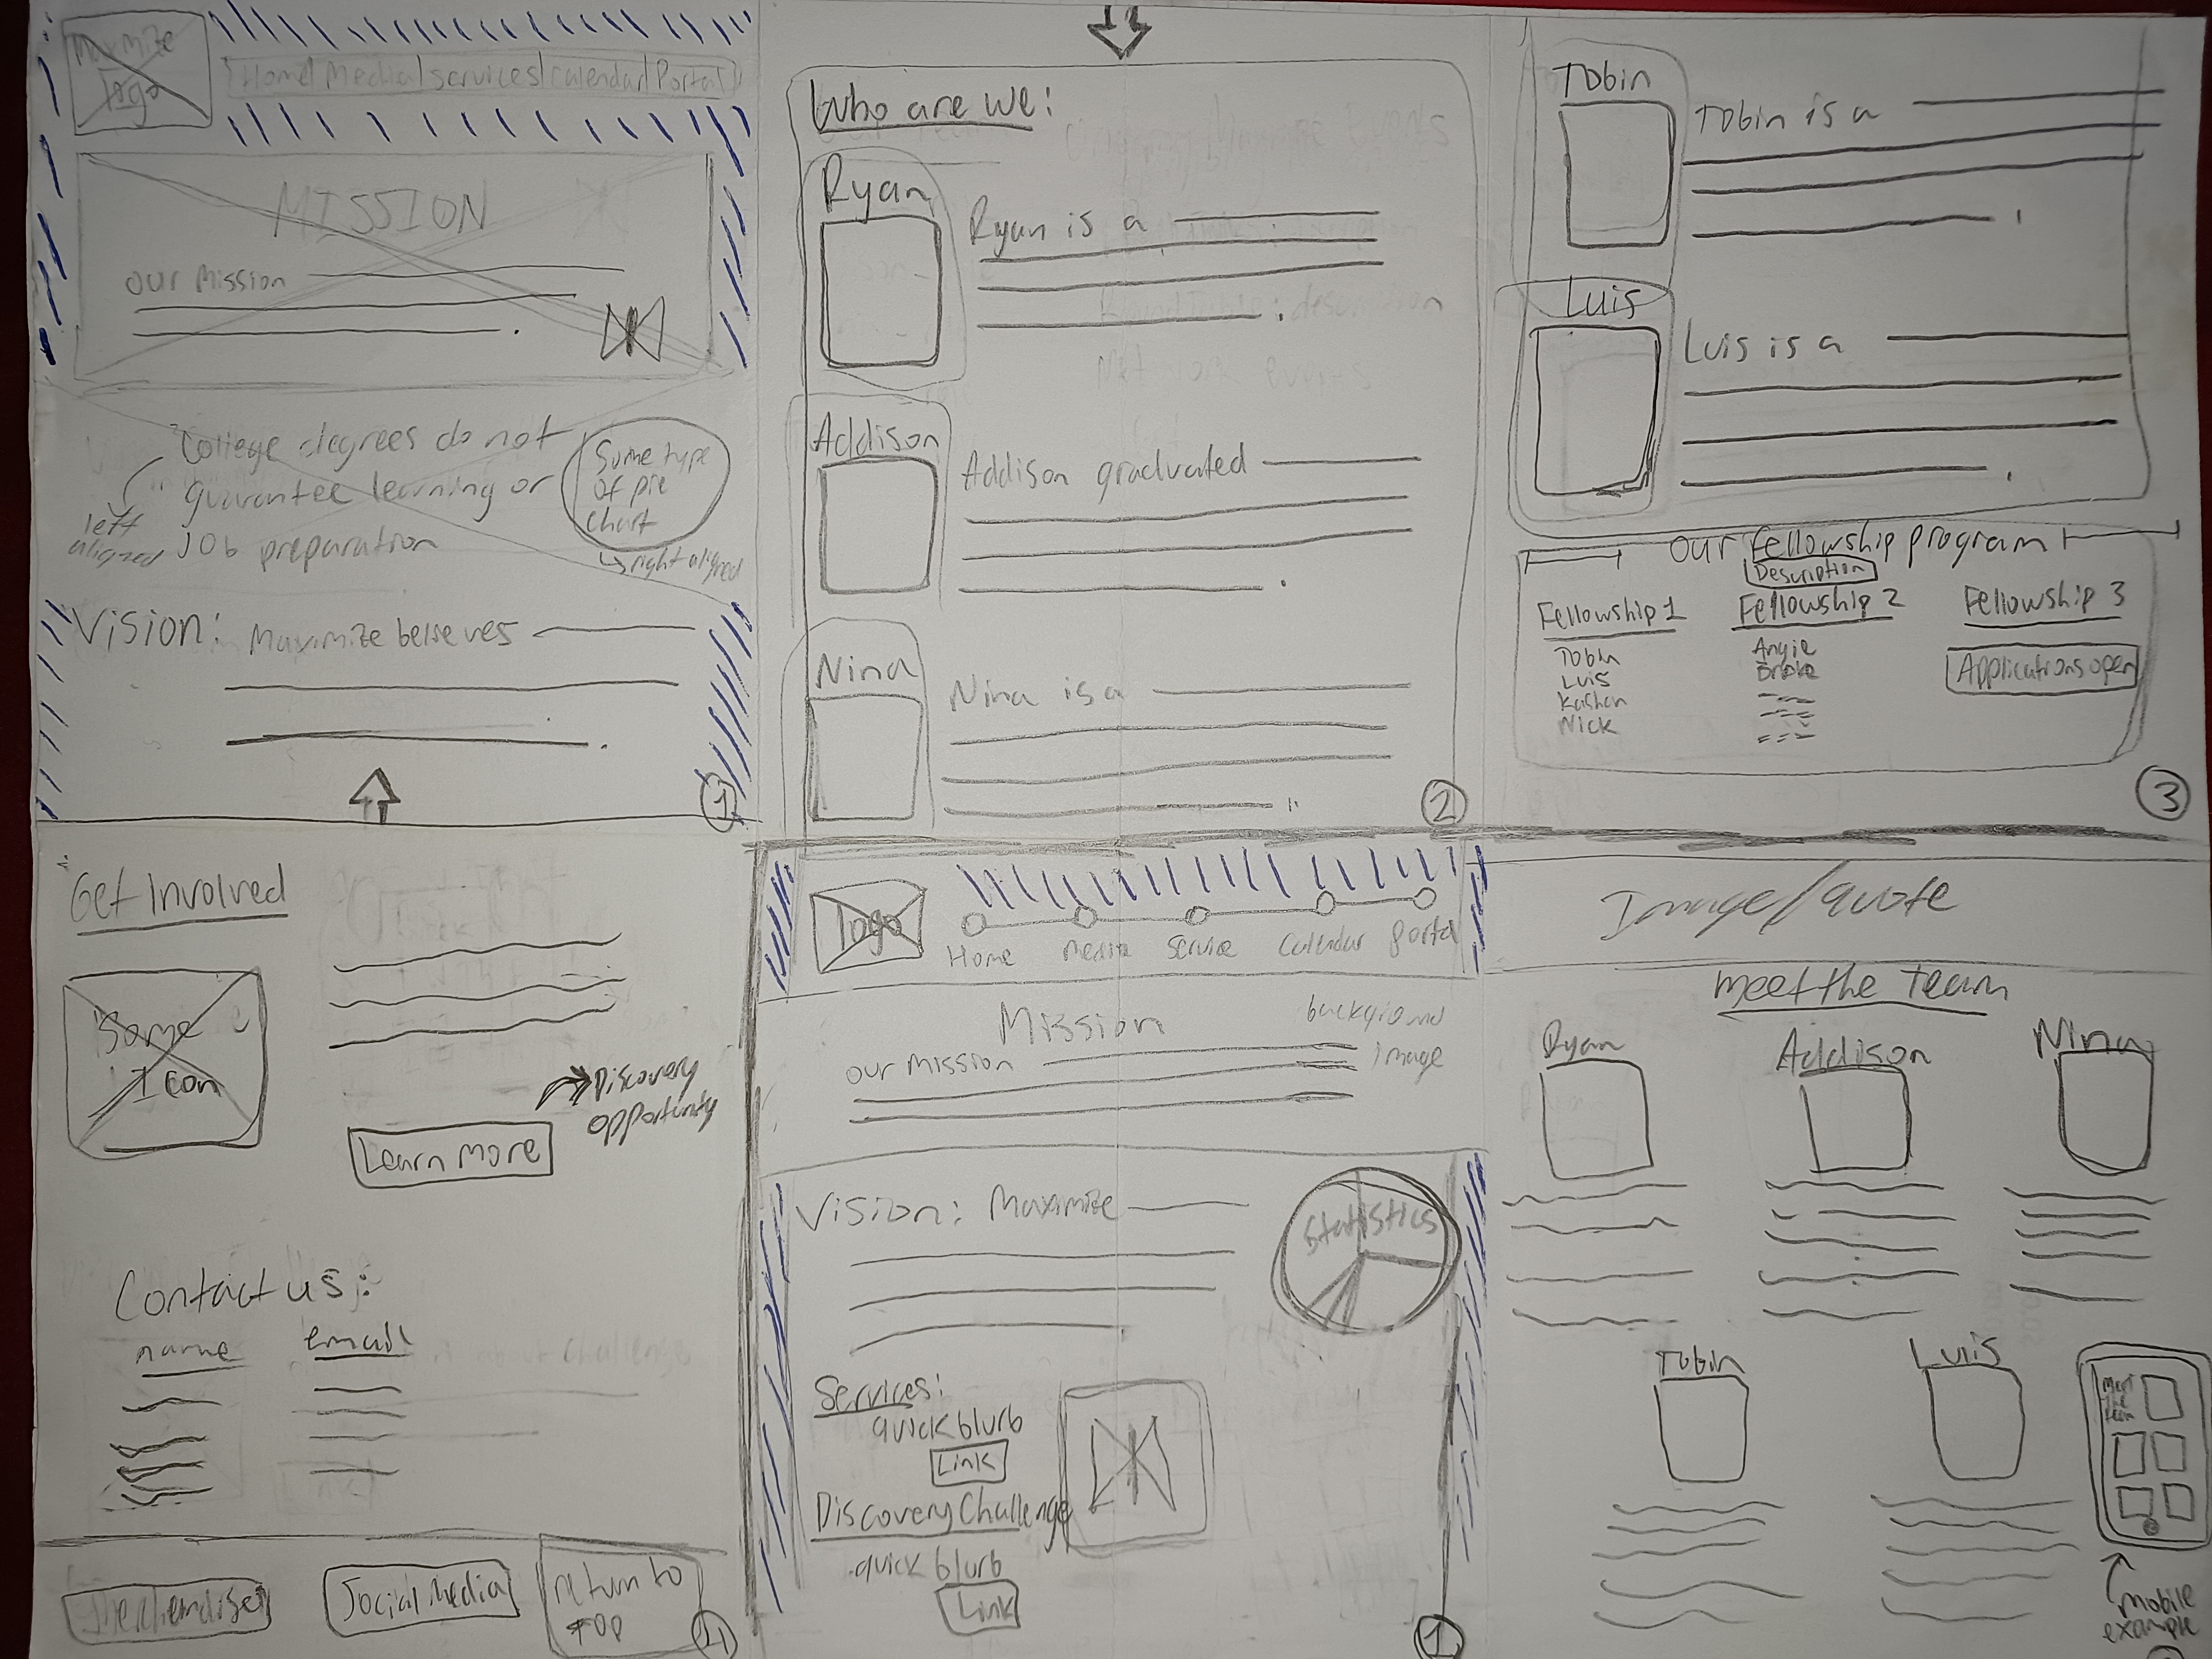 Maximize
logo
Home|Media|services|calendar|Portal
MISSION
our Mission
College degrees do not
guarantee learning or
Job preparation
left
aligned
Some type
of pie
chart
right aligned
Vision: Maximize believes
1
Who are we:
Ryan
Ryan is a
Addison
Addison graduated
Nina
Nina is a
2
Tobin
Tobin is a
Luis
Luis is a
our fellowship program
Description
Fellowship 1
Tobin
Luis
Kashan
Nick
Fellowship 2
Angie
Fellowship 3
Applications open
3
Get Involved
Some
Icon
Learn More
Discovery
opportunity
Contact us:
name
email
Merchendise
Social Media
return to
top
4
logo
Home
Media
Service
Calendar
Portal
Mission
our mission
background
image
Vision: Maximize
Statistics
Services:
quick blurb
Link
Discovery Challenge
quick blurb
Link
1
Image/quote
meet the Team
Ryan
Addison
Nina
Tobin
Luis
Meet
the
team
mobile
example